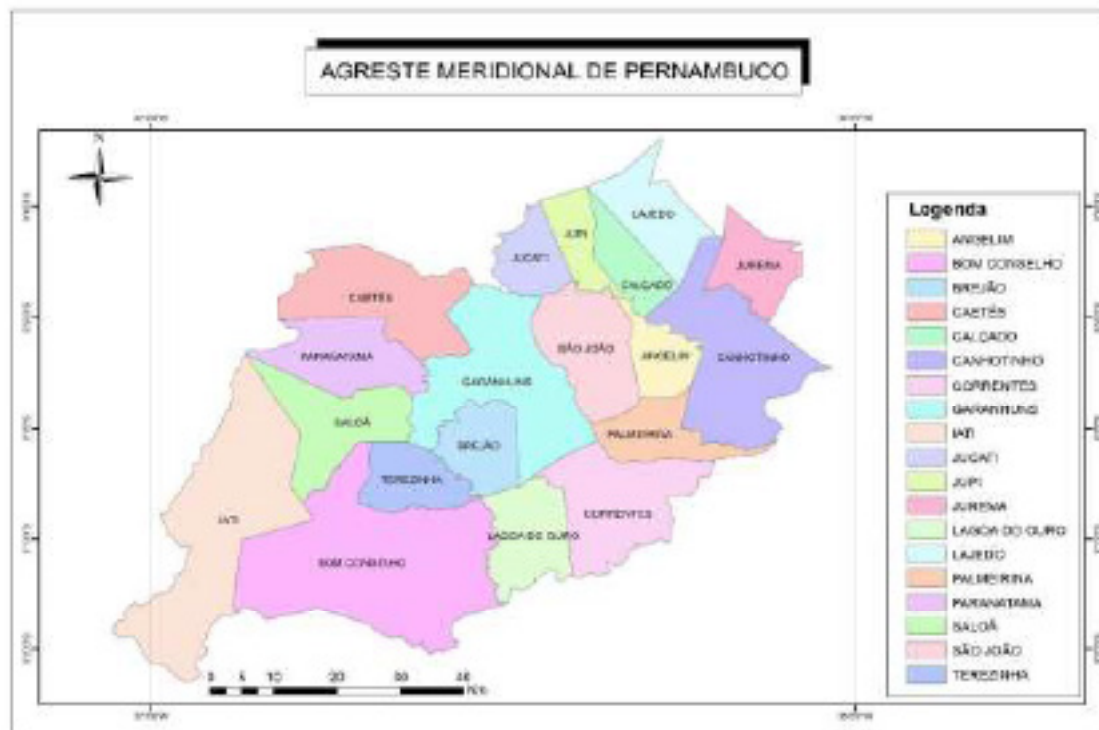 AGRESTE MERIDIONAL DE PERNAMBUCO
N
LAJEDO
JUPI
JUCATI
JUREMA
CALÇADO
CAETÉS
SÃO JOÃO
ANGELIM
CANHOTINHO
PARANATAMA
GARANHUNS
SALOÁ
PALMEIRINA
BREJÃO
TEREZINHA
IATI
CORRENTES
LAGOA DO OURO
BOM CONSELHO
0 5 10 20 30 40
Km
Legenda
ANGELIM
BOM CONSELHO
BREJÃO
CAETÉS
CALÇADO
CANHOTINHO
CORRENTES
GARANHUNS
IATI
JUCATI
JUPI
JUREMA
LAGOA DO OURO
LAJEDO
PALMEIRINA
PARANATAMA
SALOÁ
SÃO JOÃO
TEREZINHA